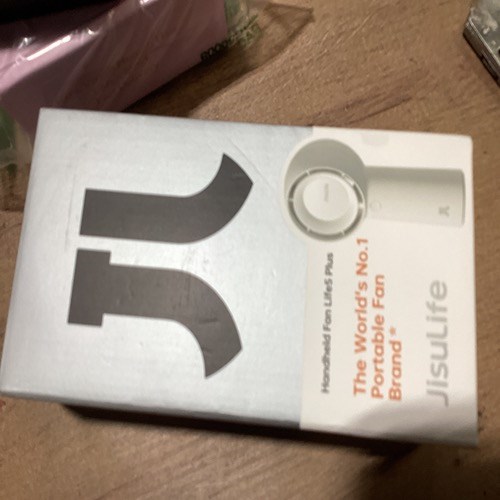 Handheld Fan Life5 Plus
The World's No.1
Portable Fan
Brand*
JisuLife